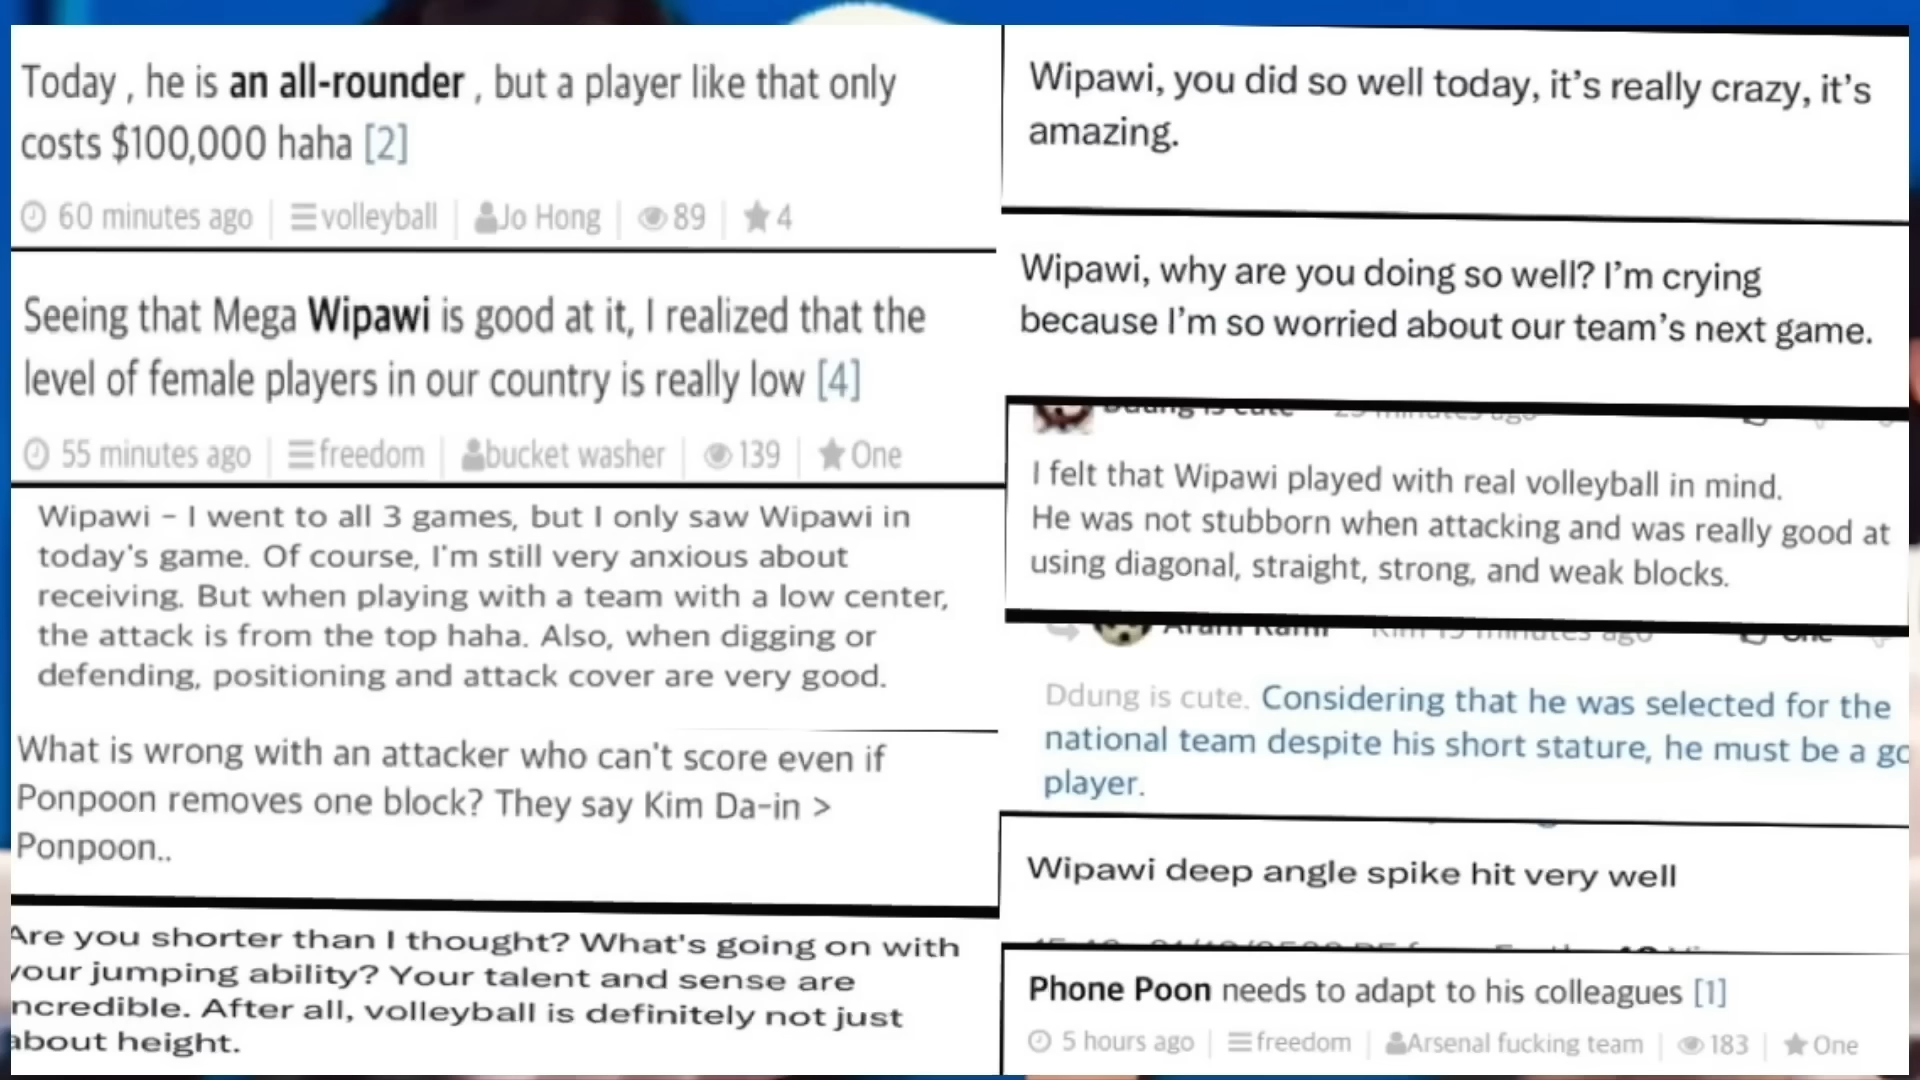 Today , he is an all-rounder , but a player like that only
costs $100,000 haha [2]
60 minutes ago volleyball Jo Hong 89 4
Seeing that Mega Wipawi is good at it, I realized that the
level of female players in our country is really low [4]
55 minutes ago freedom bucket washer 139 One
Wipawi - I went to all 3 games, but I only saw Wipawi in
today's game. Of course, I'm still very anxious about
receiving. But when playing with a team with a low center,
the attack is from the top haha. Also, when digging or
defending, positioning and attack cover are very good.
What is wrong with an attacker who can't score even if
Ponpoon removes one block? They say Kim Da-in >
Ponpoon..
Are you shorter than I thought? What's going on with
your jumping ability? Your talent and sense are
ncredible. After all, volleyball is definitely not just
about height.
Wipawi, you did so well today, it's really crazy, it's
amazing.
Wipawi, why are you doing so well? I'm crying
because I'm so worried about our team's next game.
Ddung is cute 25 minutes ago
I felt that Wipawi played with real volleyball in mind.
He was not stubborn when attacking and was really good at
using diagonal, straight, strong, and weak blocks.
minutes ago One
Ddung is cute. Considering that he was selected for the
national team despite his short stature, he must be a go
player.
Wipawi deep angle spike hit very well
Phone Poon needs to adapt to his colleagues [1]
5 hours ago freedom Arsenal fucking team 183 One